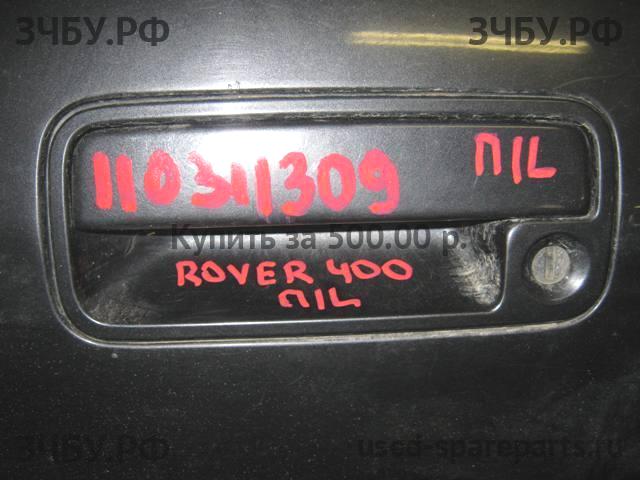 ЗЧБУ.РФ
ЗЧБУ.РФ
110311309
П/L
Купить за 500.00 р.
ROVER 400
П/L
ЗЧБУ.РФ
used-spareparts.ru